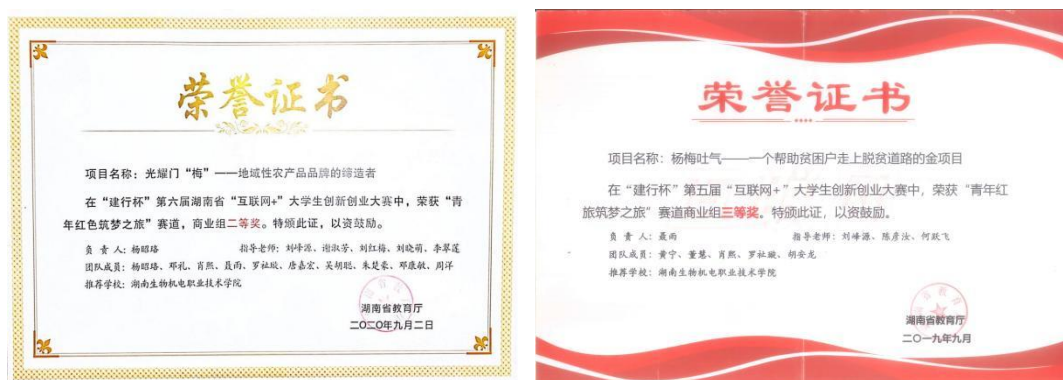 荣誉证书
项目名称：光耀门“梅”——地域性农产品品牌的缔造者
在“建行杯”第六届湖南省“互联网+”大学生创新创业大赛中，荣获“青
年红色筑梦之旅”赛道，商业组二等奖。特颁此证，以资鼓励。
负 责 人：杨昭珞
指导老师：刘峄源、谢淑芳、刘红梅、刘晓萌、李翠莲
团队成员：杨昭珞、邓礼、肖熙、聂雨、罗社璇、唐嘉宏、吴胡聪、朱楚豪、邓康敏、周洋
推荐学校：湖南生物机电职业技术学院
湖南省教育厅
二〇二〇年九月二日
荣誉证书
项目名称：杨梅吐气——一个帮助贫困户走上脱贫道路的金项目
在“建行杯”第五届“互联网+”大学生创新创业大赛中，荣获“青年红
旅筑梦之旅”赛道商业组三等奖。特颁此证，以资鼓励。
负 责 人：聂雨
指导老师：刘峄源、陈彦汝、何跃飞
团队成员：黄宁、董慧、肖熙、罗社璇、胡安龙
推荐学校：湖南生物机电职业技术学院
湖南省教育厅
二〇一九年九月